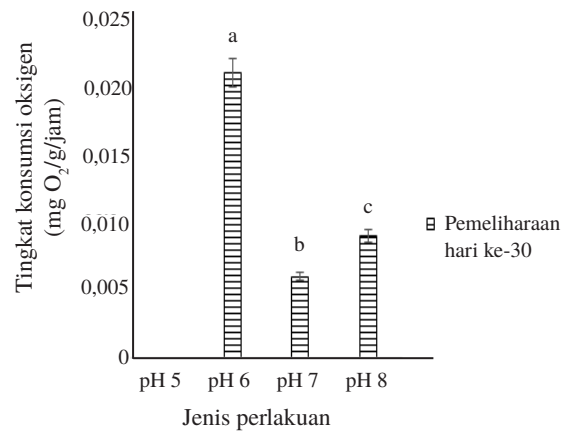 Tingkat konsumsi oksigen
(mg O₂/g/jam)
0,025
0,020
0,015
0,010
0,005
0
a
b
c
pH 5 pH 6 pH 7 pH 8
Jenis perlakuan
Pemeliharaan
hari ke-30